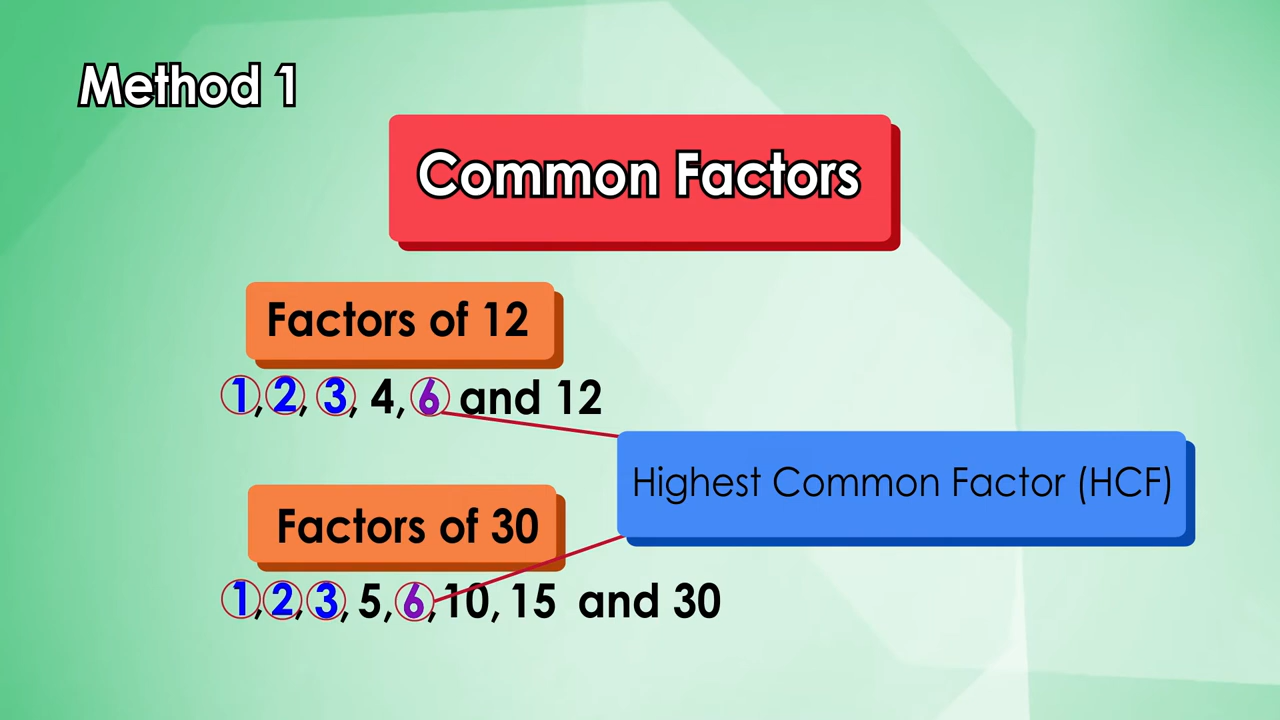 Method 1
Common Factors
Factors of 12
1, 2, 3, 4, 6 and 12
Highest Common Factor (HCF)
Factors of 30
1, 2, 3, 5, 6, 10, 15 and 30